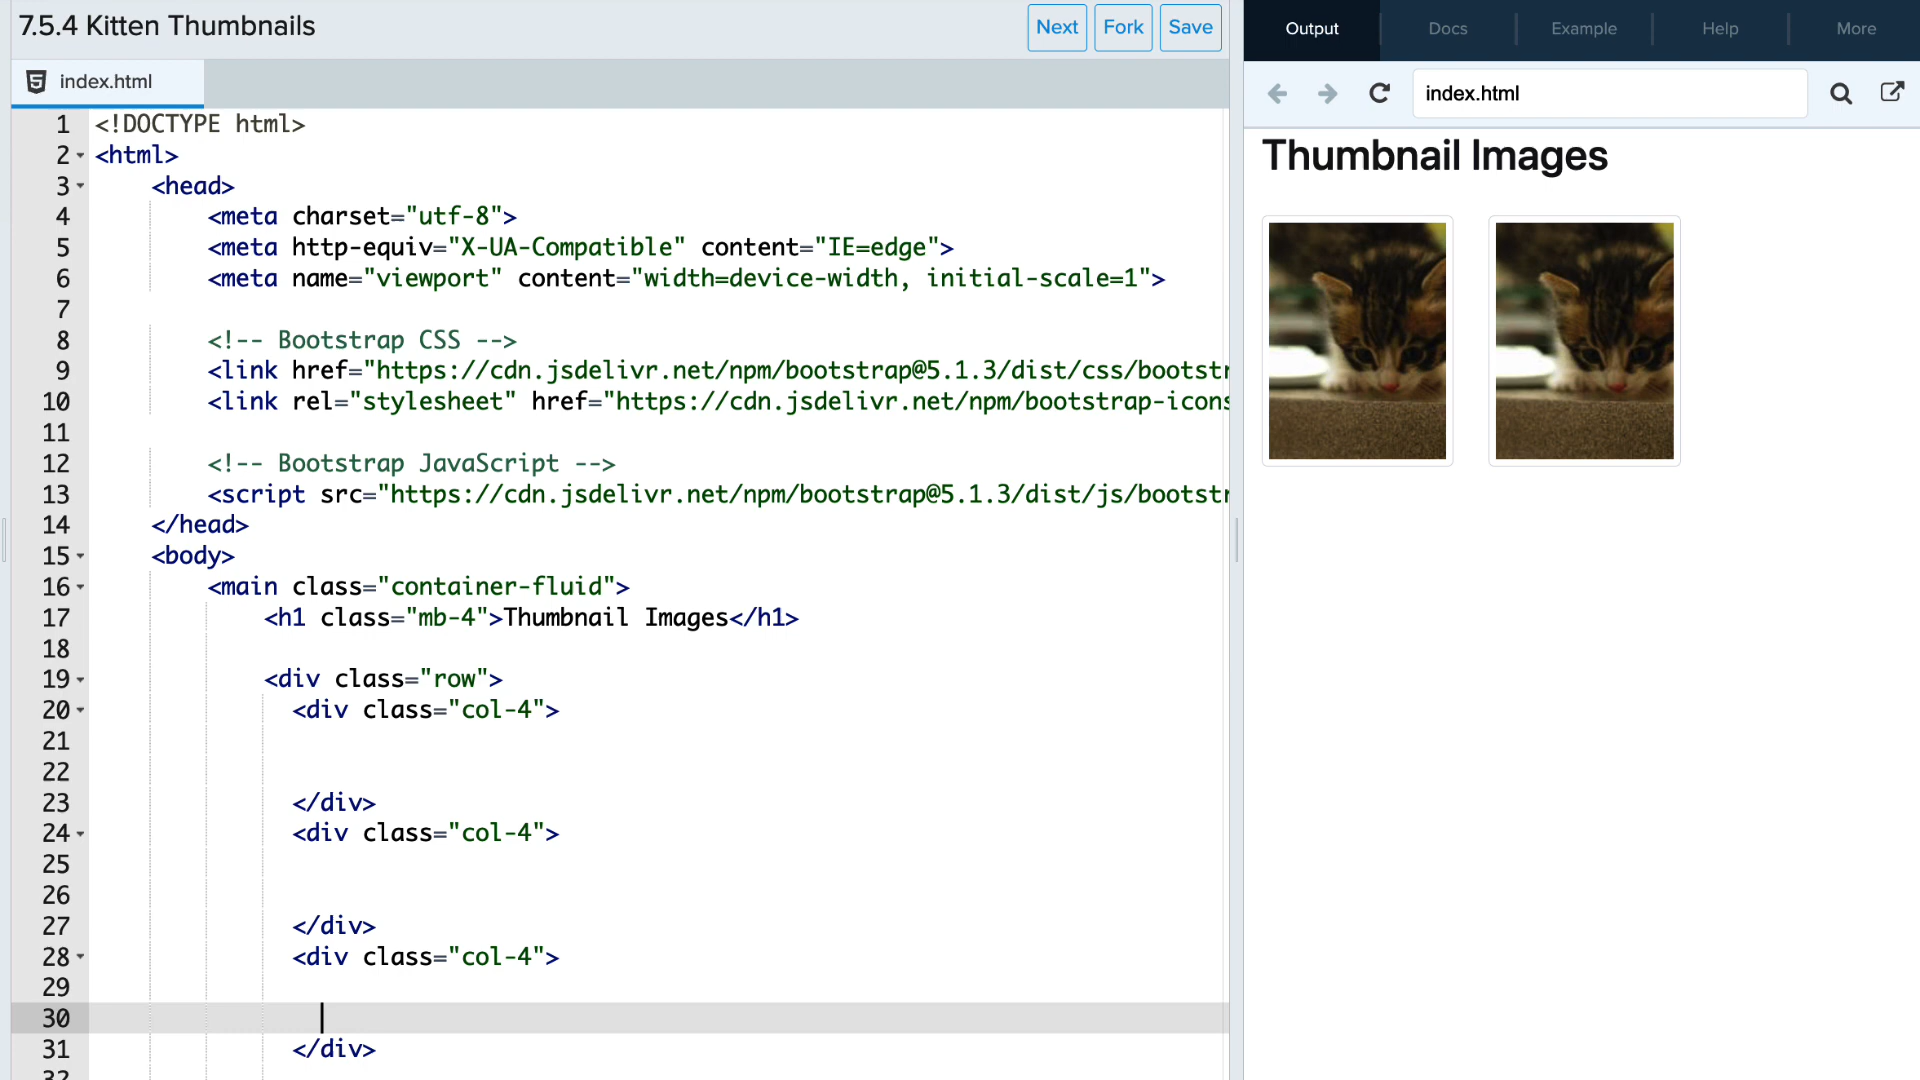 7.5.4 Kitten Thumbnails
Next
Fork
Save
index.html
1 <!DOCTYPE html>
2 <html>
3 <head>
4 <meta charset="utf-8">
5 <meta http-equiv="X-UA-Compatible" content="IE=edge">
6 <meta name="viewport" content="width=device-width, initial-scale=1">
7
8 <!-- Bootstrap CSS -->
9 <link href="https://cdn.jsdelivr.net/npm/bootstrap@5.1.3/dist/css/bootstr
10 <link rel="stylesheet" href="https://cdn.jsdelivr.net/npm/bootstrap-icons
11
12 <!-- Bootstrap JavaScript -->
13 <script src="https://cdn.jsdelivr.net/npm/bootstrap@5.1.3/dist/js/bootstr
14 </head>
15 <body>
16 <main class="container-fluid">
17 <h1 class="mb-4">Thumbnail Images</h1>
18
19 <div class="row">
20 <div class="col-4">
21
22
23 </div>
24 <div class="col-4">
25
26
27 </div>
28 <div class="col-4">
29
30
31 </div>
32
Output
Docs
Example
Help
More
index.html
Thumbnail Images